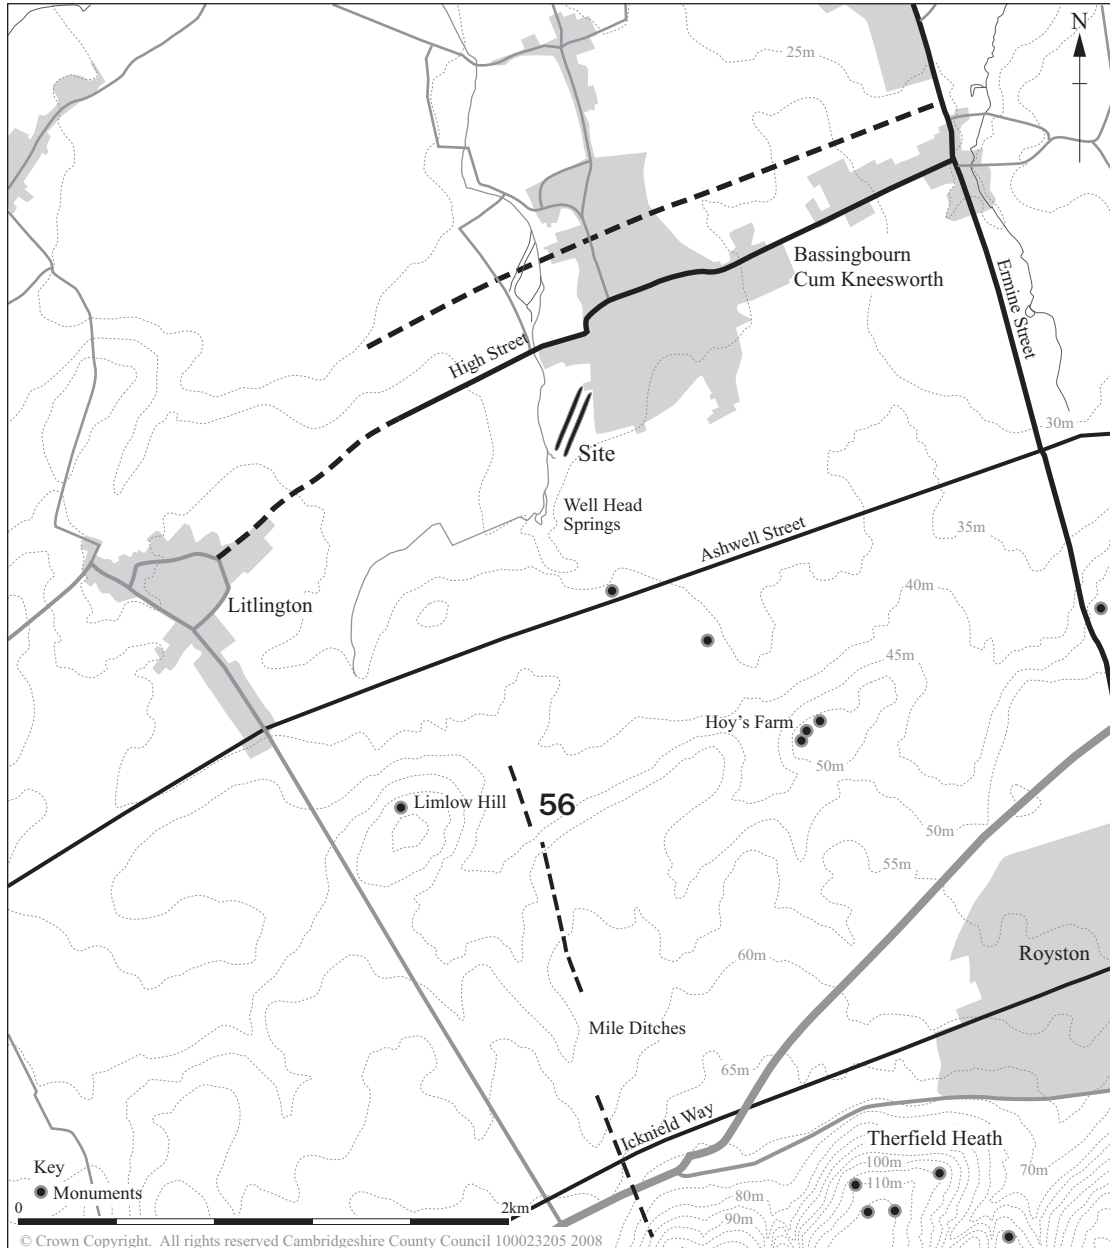 N
25m
Bassingbourn
Cum Kneesworth
Ermine Street
High Street
30m
Site
Well Head
Springs
Ashwell Street
35m
40m
Litlington
45m
Hoy's Farm
50m
Limlow Hill
56
50m
55m
60m
Royston
Mile Ditches
65m
Icknield Way
Therfield Heath
100m
110m
70m
80m
90m
Key
Monuments
0
2km
© Crown Copyright. All rights reserved Cambridgeshire County Council 100023205 2008